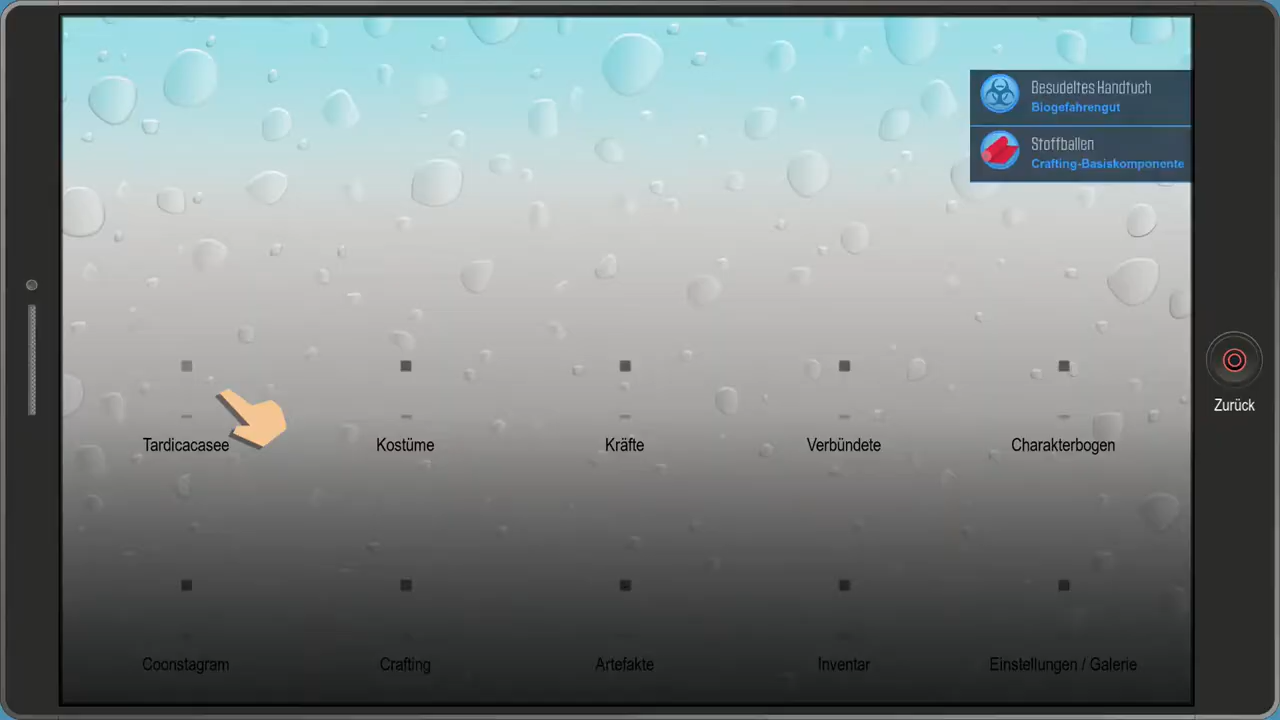 Besudeltes Handtuch
Biogefahrengut
Stoffballen
Crafting-Basiskomponente
Zurück
Tardicacasee
Kostüme
Kräfte
Verbündete
Charakterbogen
Coonstagram
Crafting
Artefakte
Inventar
Einstellungen / Galerie